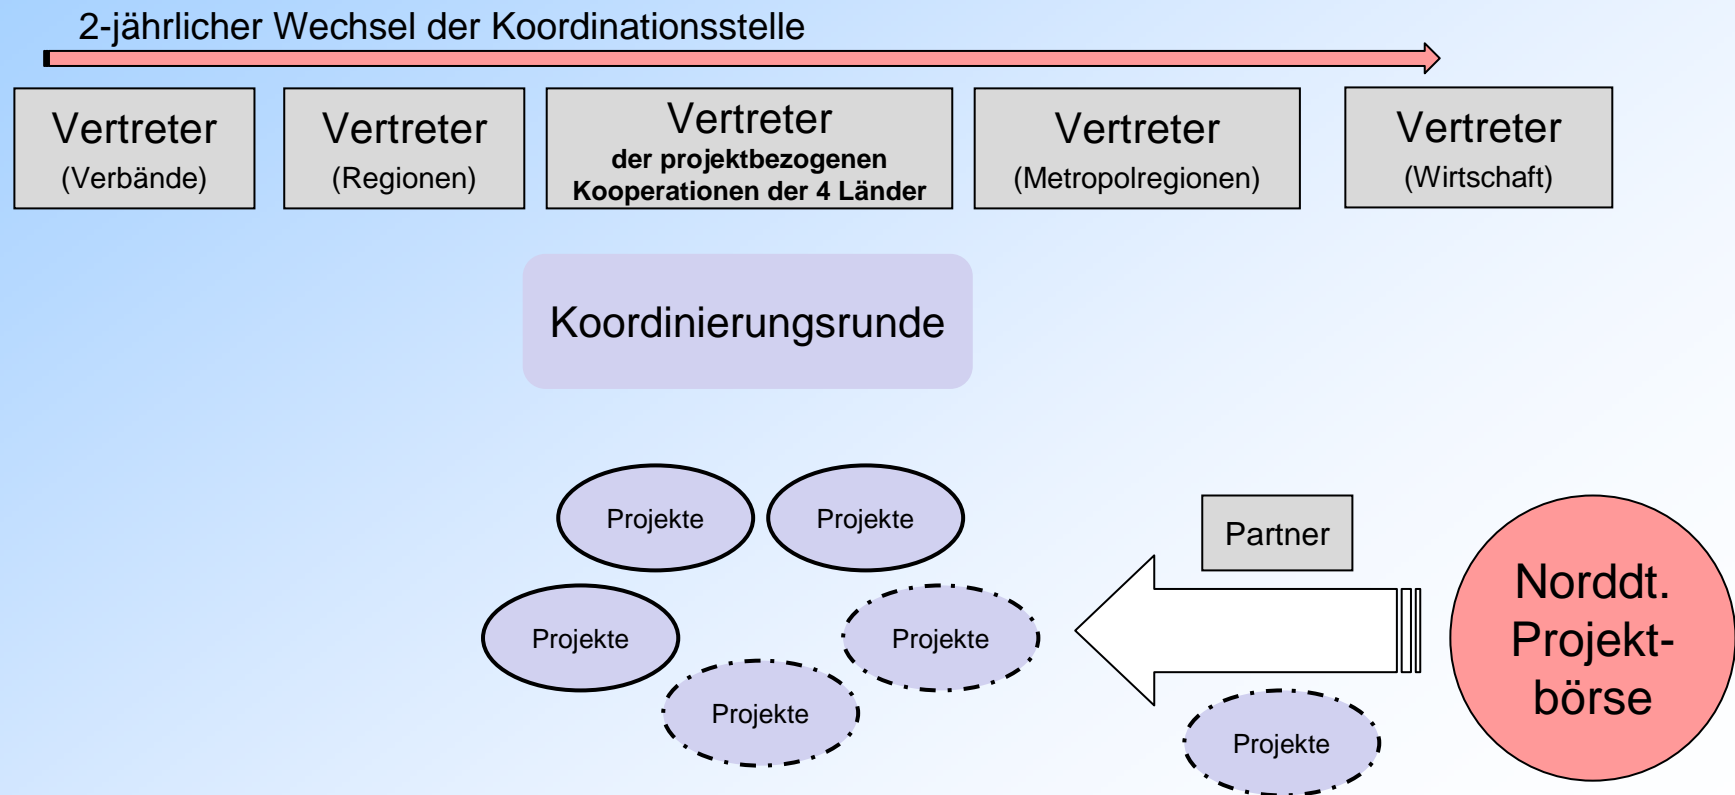 2-jährlicher Wechsel der Koordinationsstelle
Vertreter
(Verbände)
Vertreter
(Regionen)
Vertreter
der projektbezogenen
Kooperationen der 4 Länder
Vertreter
(Metropolregionen)
Vertreter
(Wirtschaft)
Koordinierungsrunde
Projekte
Projekte
Projekte
Projekte
Projekte
Partner
Projekte
Norddt.
Projekt-
börse